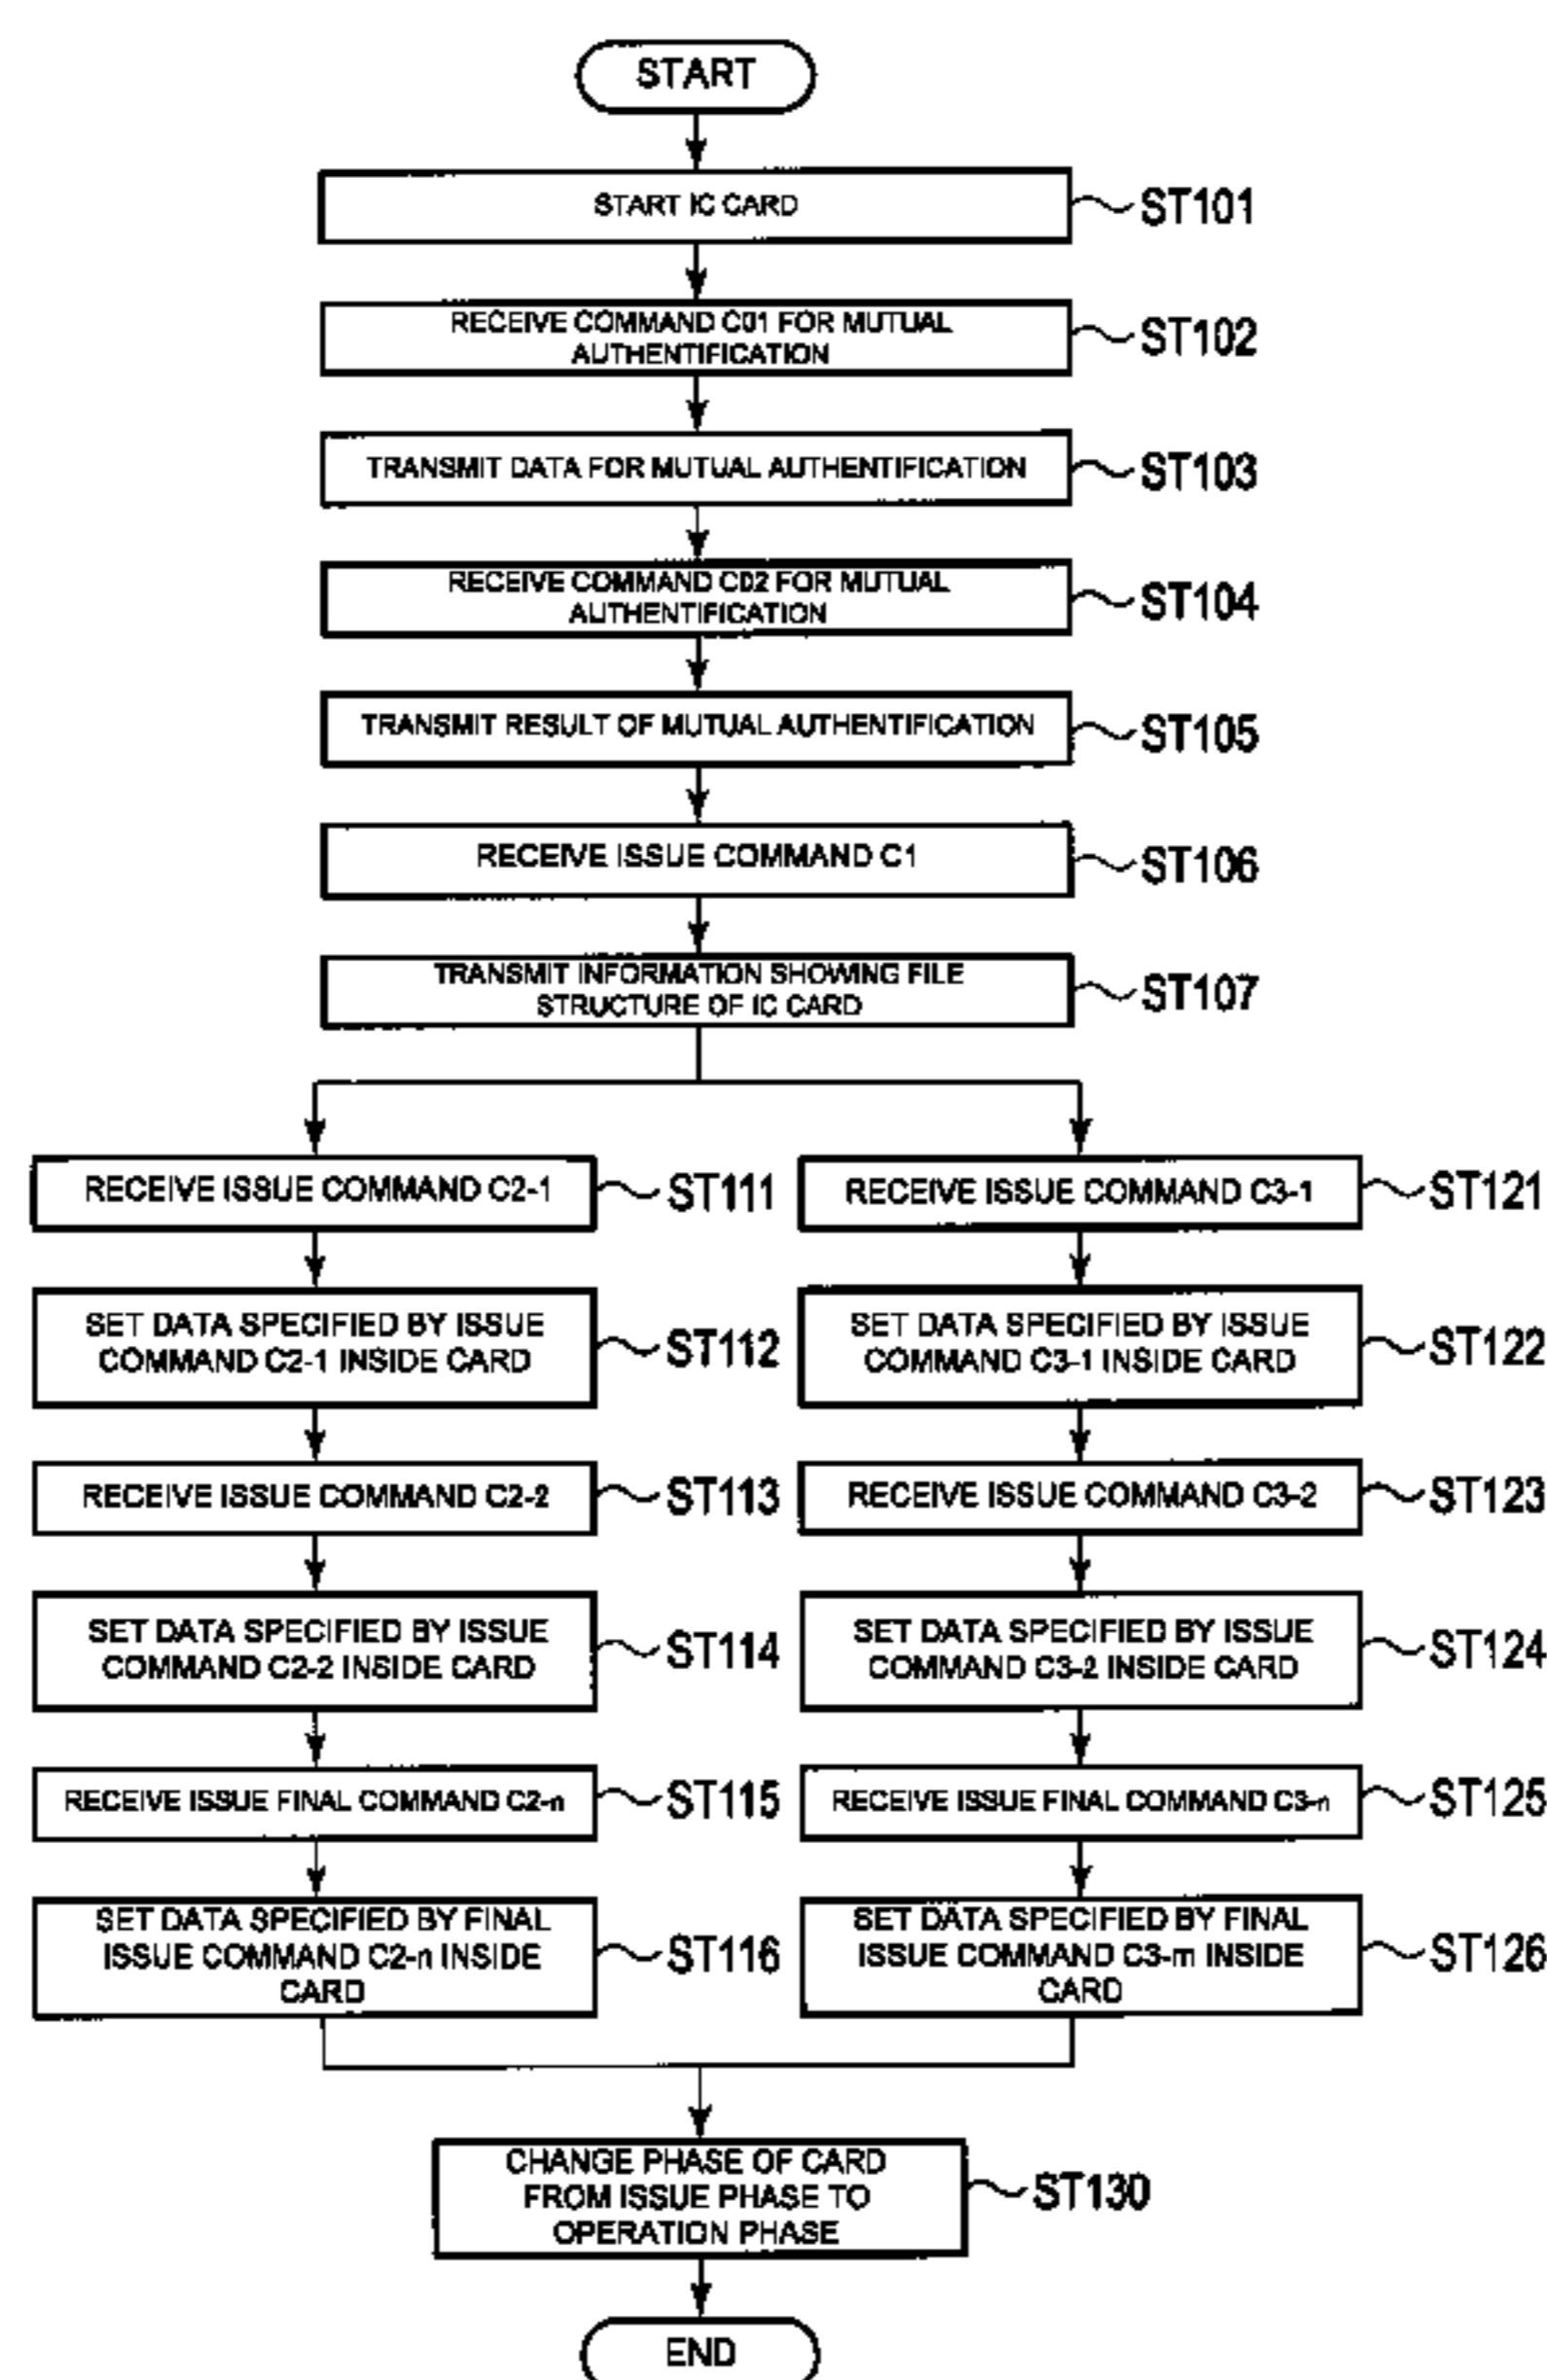 START
START IC CARD
ST101
RECEIVE COMMAND C01 FOR MUTUAL
AUTHENTIFICATION
ST102
TRANSMIT DATA FOR MUTUAL AUTHENTIFICATION
ST103
RECEIVE COMMAND C02 FOR MUTUAL
AUTHENTIFICATION
ST104
TRANSMIT RESULT OF MUTUAL AUTHENTIFICATION
ST105
RECEIVE ISSUE COMMAND C1
ST106
TRANSMIT INFORMATION SHOWING FILE
STRUCTURE OF IC CARD
ST107
RECEIVE ISSUE COMMAND C2-1
ST111
SET DATA SPECIFIED BY ISSUE
COMMAND C2-1 INSIDE CARD
ST112
RECEIVE ISSUE COMMAND C2-2
ST113
SET DATA SPECIFIED BY ISSUE
COMMAND C2-2 INSIDE CARD
ST114
RECEIVE ISSUE FINAL COMMAND C2-n
ST115
SET DATA SPECIFIED BY FINAL
ISSUE COMMAND C2-n INSIDE
CARD
ST116
RECEIVE ISSUE COMMAND C3-1
ST121
SET DATA SPECIFIED BY ISSUE
COMMAND C3-1 INSIDE CARD
ST122
RECEIVE ISSUE COMMAND C3-2
ST123
SET DATA SPECIFIED BY ISSUE
COMMAND C3-2 INSIDE CARD
ST124
RECEIVE ISSUE FINAL COMMAND C3-n
ST125
SET DATA SPECIFIED BY FINAL
ISSUE COMMAND C3-m INSIDE
CARD
ST126
CHANGE PHASE OF CARD
FROM ISSUE PHASE TO
OPERATION PHASE
ST130
END